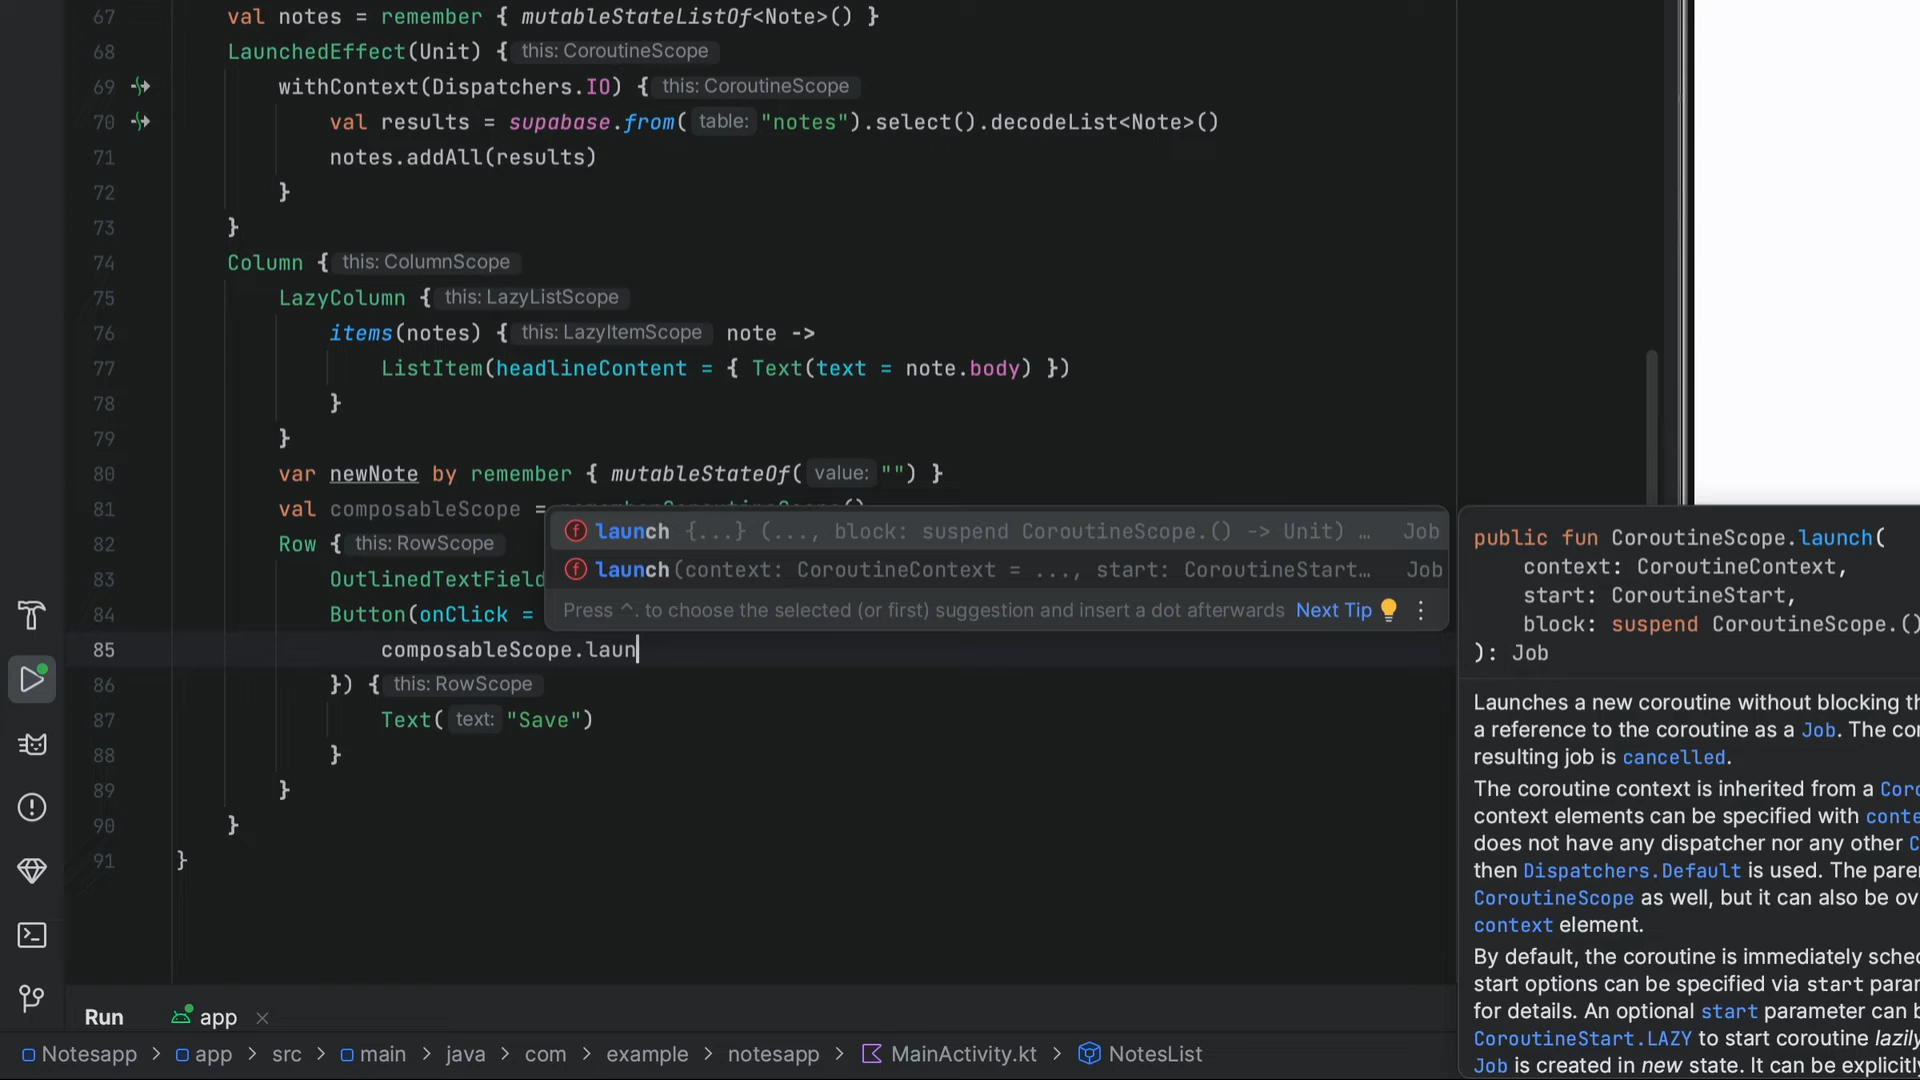 67 val notes = remember { mutableStateListOf<Note>() }
68 LaunchedEffect(Unit) { this: CoroutineScope
69 withContext(Dispatchers.IO) { this: CoroutineScope
70 val results = supabase.from( table: "notes").select().decodeList<Note>()
71 notes.addAll(results)
72 }
73 }
74 Column { this: ColumnScope
75 LazyColumn { this: LazyListScope
76 items(notes) { this: LazyItemScope note ->
77 ListItem(headlineContent = { Text(text = note.body) })
78 }
79 }
80 var newNote by remember { mutableStateOf( value: "") }
81 val composableScope =
82 Row { this: RowScope
83 OutlinedTextField
84 Button(onClick =
85 composableScope.laun
86 }) { this: RowScope
87 Text( text: "Save")
88 }
89 }
90 }
91 }
launch {...} (..., block: suspend CoroutineScope.() -> Unit) … Job
launch(context: CoroutineContext = ..., start: CoroutineStart… Job
Press ^. to choose the selected (or first) suggestion and insert a dot afterwards Next Tip
public fun CoroutineScope.launch(
context: CoroutineContext,
start: CoroutineStart,
block: suspend CoroutineScope.()
): Job
Launches a new coroutine without blocking
a reference to the coroutine as a Job. The
resulting job is cancelled.
The coroutine context is inherited from a
context elements can be specified with
does not have any dispatcher nor any other
then Dispatchers.Default is used. The
CoroutineScope as well, but it can also be
context element.
By default, the coroutine is immediately
start options can be specified via start
for details. An optional start parameter can
CoroutineStart.LAZY to start coroutine
Job is created in new state. It can be explicitly
Run app
Notesapp > app > src > main > java > com > example > notesapp > MainActivity.kt > NotesList